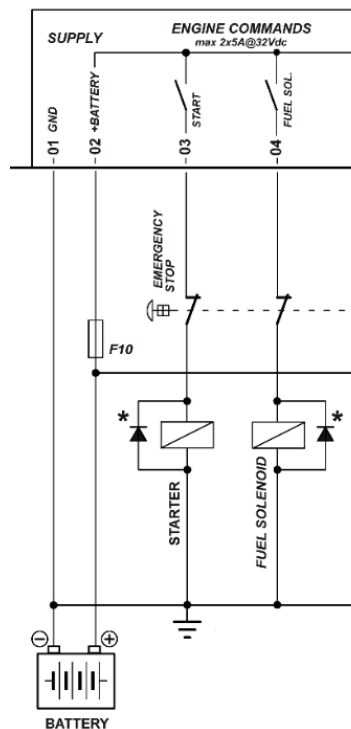 SUPPLY
ENGINE COMMANDS
max 2x5A@32Vdc
01 GND
02 +BATTERY
START
03
FUEL SOL.
04
EMERGENCY
STOP
F10
*
*
STARTER
FUEL SOLENOID
- +
BATTERY